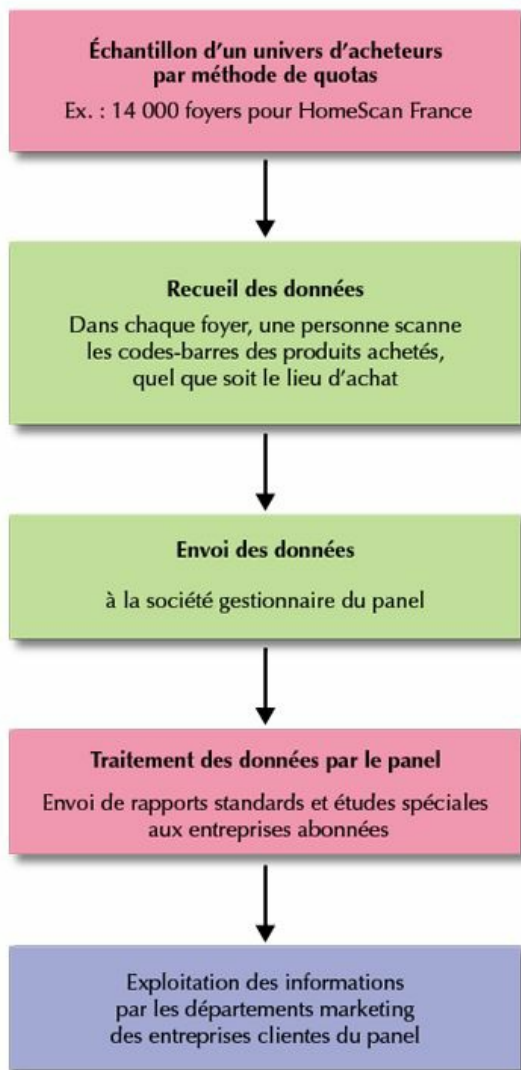 Échantillon d'un univers d'acheteurs
par méthode de quotas
Ex. : 14 000 foyers pour HomeScan France
Recueil des données
Dans chaque foyer, une personne scanne
les codes-barres des produits achetés,
quel que soit le lieu d'achat
Envoi des données
à la société gestionnaire du panel
Traitement des données par le panel
Envoi de rapports standards et études spéciales
aux entreprises abonnées
Exploitation des informations
par les départements marketing
des entreprises clientes du panel